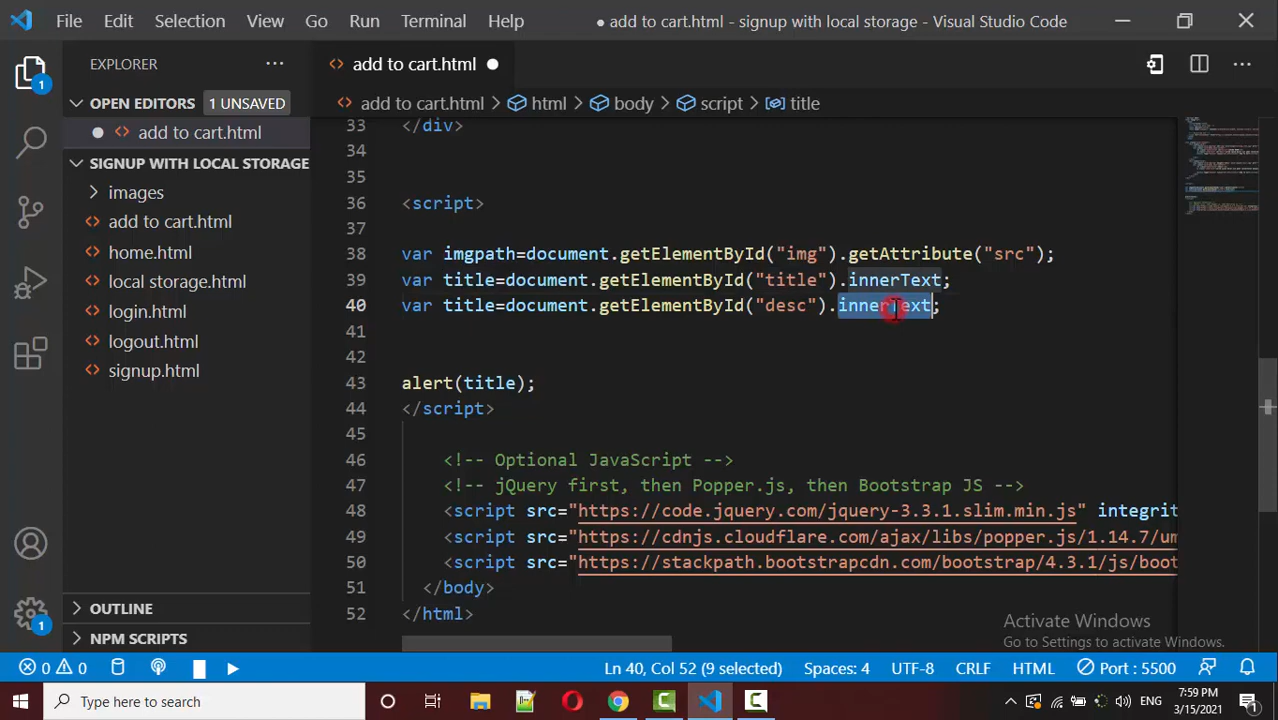 File Edit Selection View Go Run Terminal Help ● add to cart.html - signup with local storage - Visual Studio Code
EXPLORER
add to cart.html
OPEN EDITORS 1 UNSAVED
add to cart.html > html > body > script > title
add to cart.html
SIGNUP WITH LOCAL STORAGE
images
add to cart.html
home.html
local storage.html
login.html
logout.html
signup.html
OUTLINE
NPM SCRIPTS
1
1
33 </div>
34
35
36 <script>
37
38 var imgpath=document.getElementById("img").getAttribute("src");
39 var title=document.getElementById("title").innerText;
40 var title=document.getElementById("desc").innerText;
41
42
43 alert(title);
44 </script>
45
46 <!-- Optional JavaScript -->
47 <!-- jQuery first, then Popper.js, then Bootstrap JS -->
48 <script src="https://code.jquery.com/jquery-3.3.1.slim.min.js" integrit
49 <script src="https://cdnjs.cloudflare.com/ajax/libs/popper.js/1.14.7/um
50 <script src="https://stackpath.bootstrapcdn.com/bootstrap/4.3.1/js/boot
51 </body>
52 </html>
Activate Windows
Go to Settings to activate Windows.
0 0 Ln 40, Col 52 (9 selected) Spaces: 4 UTF-8 CRLF HTML Port : 5500
Type here to search
ENG
7:59 PM
3/15/2021
1